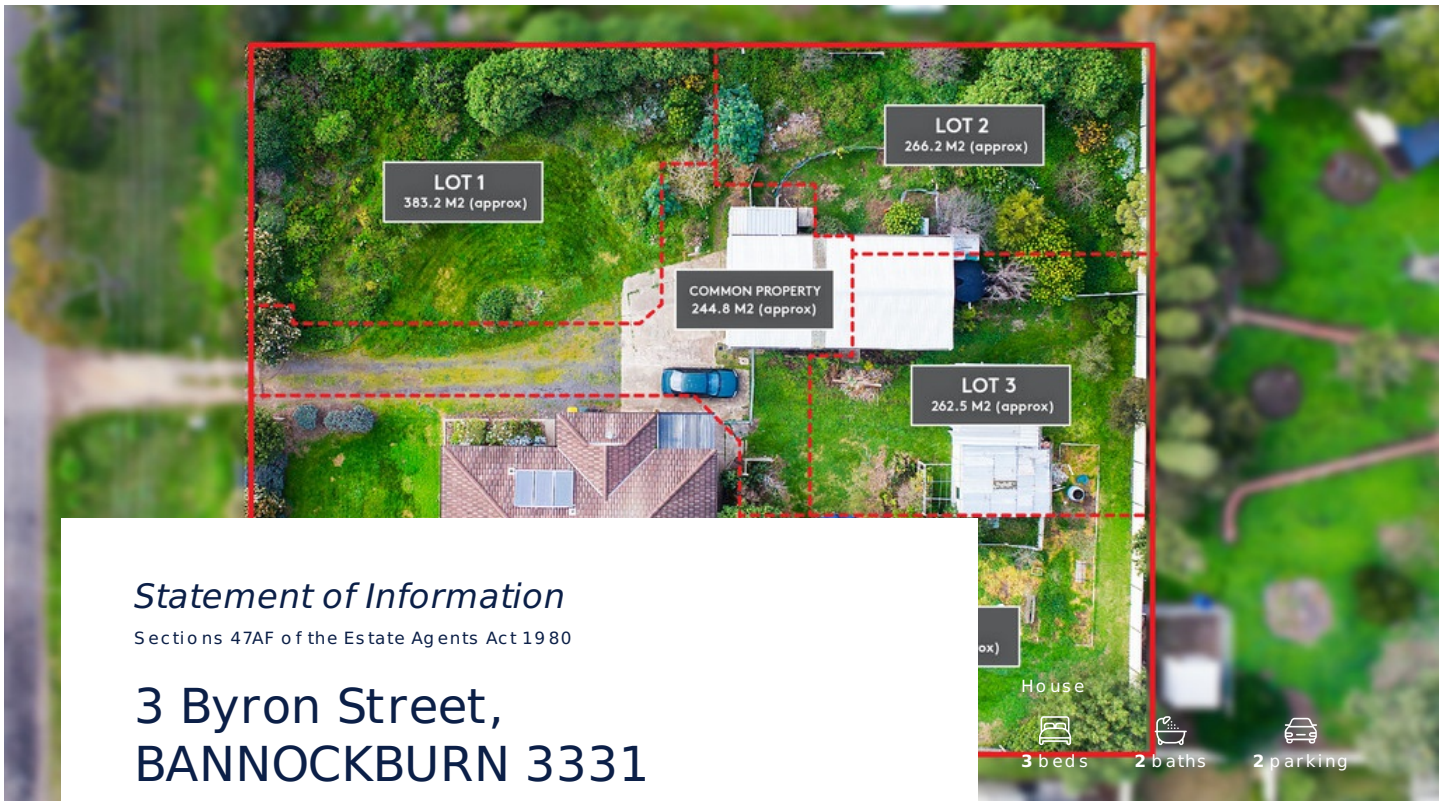 LOT 2
266.2 M2 (approx)
LOT 1
383.2 M2 (approx)
COMMON PROPERTY
244.8 M2 (approx)
LOT 3
262.5 M2 (approx)
Statement of Information
Sections 47AF of the Estate Agents Act 1980
3 Byron Street,
BANNOCKBURN 3331
House
3 beds 2 baths 2 parking